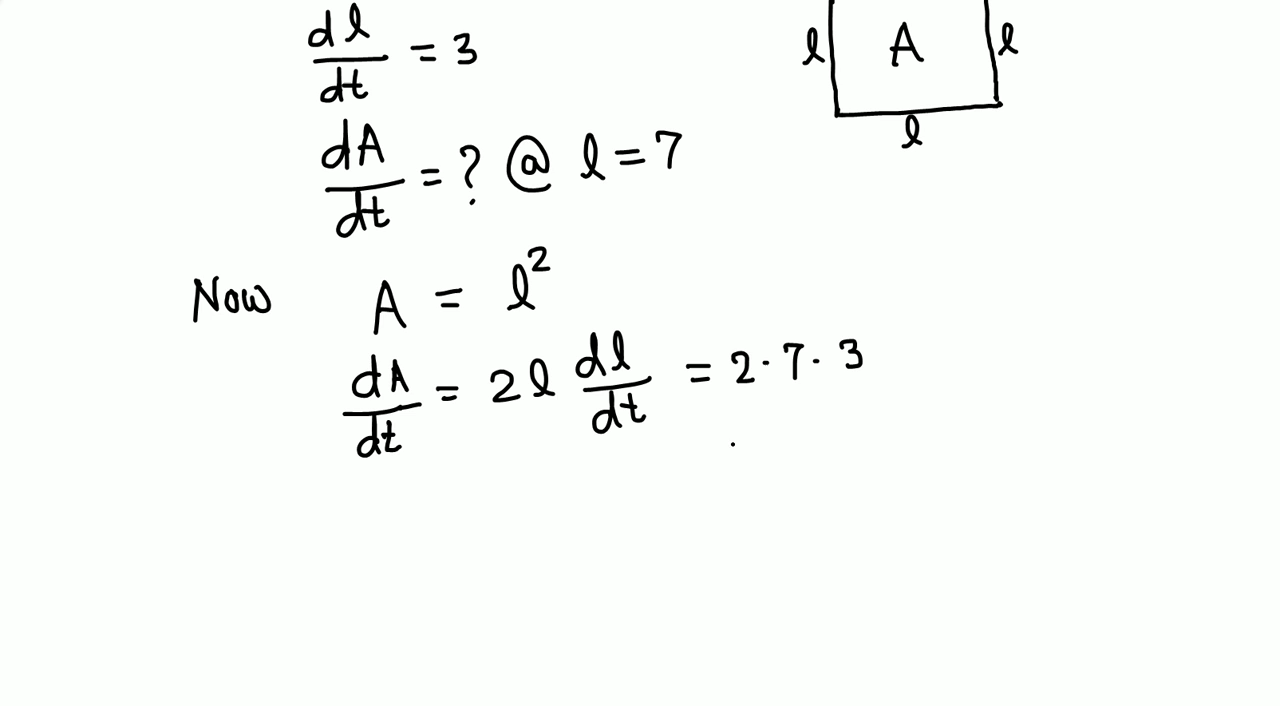 dl/dt = 3
l A l
l
dA/dt = ? @ l = 7
Now A = l²
dA/dt = 2l dl/dt = 2·7·3